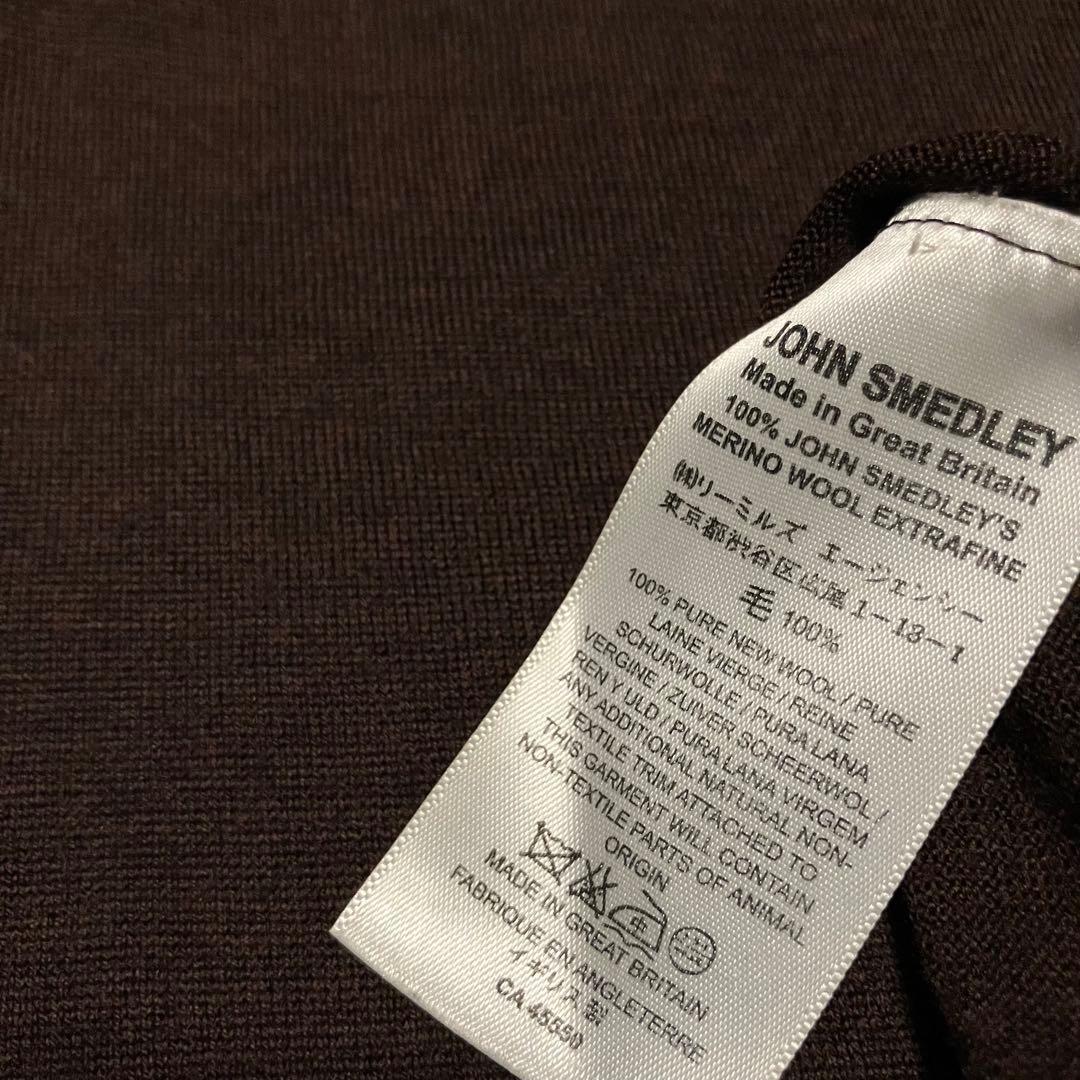 JOHN SMEDLEY
Made in Great Britain
100% JOHN SMEDLEY'S
MERINO WOOL EXTRAFINE
㈱リーミルズ エージェンシー
東京都渋谷区広尾1-13-1
毛 100%
100% PURE NEW WOOL / PURE
LAINE VIERGE / REINE
SCHURWOLLE / PURA LANA
VERGINE / ZUIVER SCHEERWOL /
REN Y ULD / PURA LANA VIRGEM
ANY ADDITIONAL NATURAL NON-
TEXTILE TRIM ATTACHED TO
THIS GARMENT WILL CONTAIN
NON-TEXTILE PARTS OF ANIMAL
ORIGIN
MADE IN GREAT BRITAIN
FABRIQUE EN ANGLETERRE
イギリス製
CA 45550